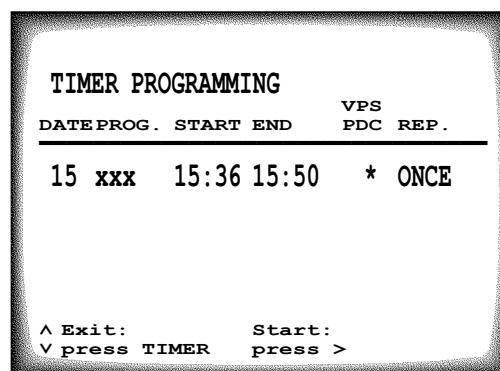 TIMER PROGRAMMING
VPS
DATE PROG. START END PDC REP.
15 xxx 15:36 15:50 * ONCE
^ Exit: Start:
v press TIMER press >